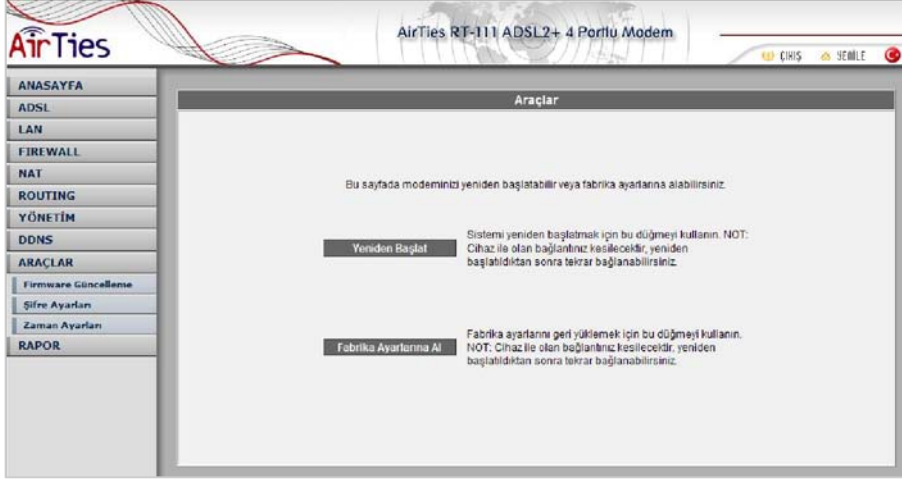 AirTies
AirTies RT-111 ADSL2+ 4 Portlu Modem
ÇIKIŞ
YENİLE
ANASAYFA
ADSL
LAN
FIREWALL
NAT
ROUTING
YÖNETİM
DDNS
ARAÇLAR
Firmware Güncelleme
Şifre Ayarları
Zaman Ayarları
RAPOR
Araçlar
Bu sayfada modeminizi yeniden başlatabilir veya fabrika ayarlarına alabilirsiniz.
Yeniden Başlat
Sistemi yeniden başlatmak için bu düğmeyi kullanın. NOT:
Cihaz ile olan bağlantınız kesilecektir, yeniden
başlatıldıktan sonra tekrar bağlanabilirsiniz.
Fabrika Ayarlarına Al
Fabrika ayarlarını geri yüklemek için bu düğmeyi kullanın.
NOT: Cihaz ile olan bağlantınız kesilecektir, yeniden
başlatıldıktan sonra tekrar bağlanabilirsiniz.